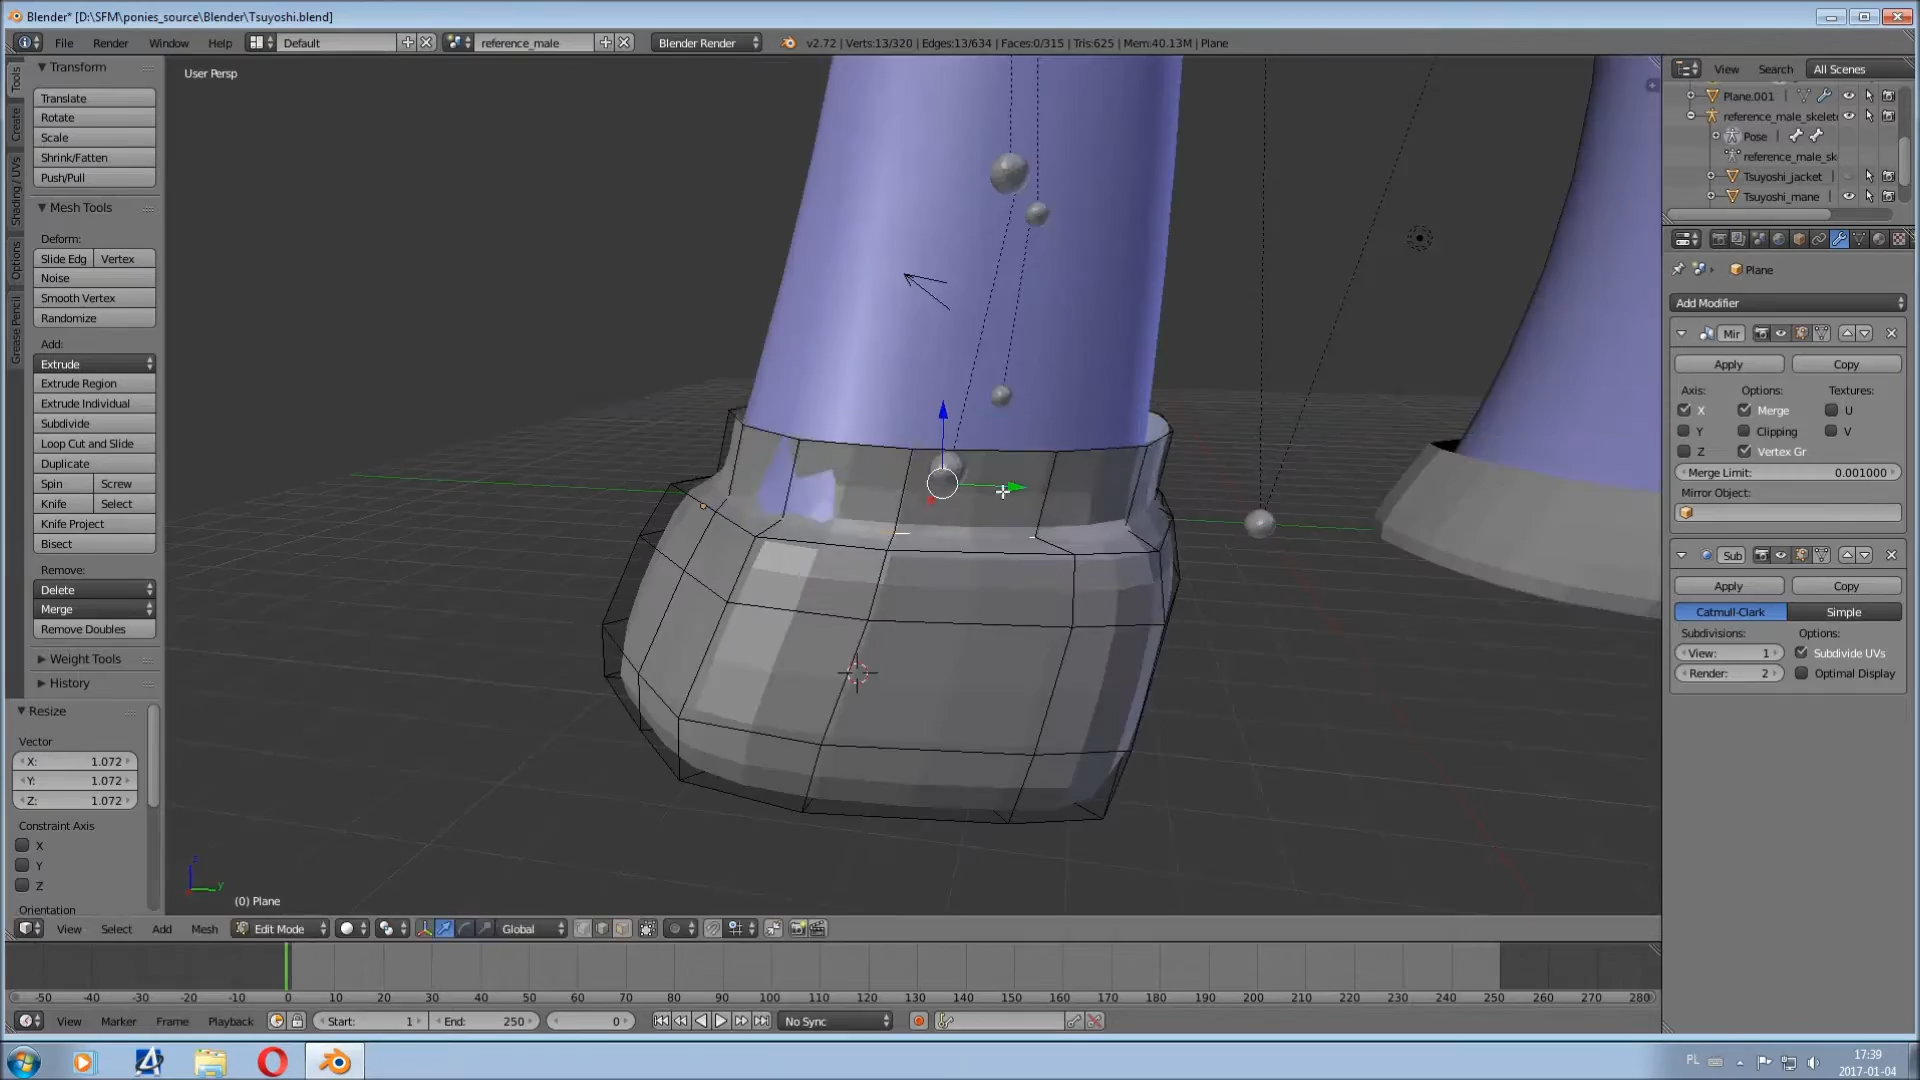 Blender* [D:\SFM\ponies_source\Blender\Tsuyoshi.blend]
File Render Window Help Default reference_male Blender Render v2.72 | Verts:13/320 | Edges:13/634 | Faces:0/315 | Tris:625 | Mem:40.13M | Plane
Tools
Create
Shading / UVs
Options
Grease Pencil
Transform
Translate
Rotate
Scale
Shrink/Fatten
Push/Pull
Mesh Tools
Deform:
Slide Edg Vertex
Noise
Smooth Vertex
Randomize
Add:
Extrude
Extrude Region
Extrude Individual
Subdivide
Loop Cut and Slide
Duplicate
Spin Screw
Knife Select
Knife Project
Bisect
Remove:
Delete
Merge
Remove Doubles
Weight Tools
History
Resize
Vector
X: 1.072
Y: 1.072
Z: 1.072
Constraint Axis
X
Y
Z
Orientation
User Persp
z
y
(0) Plane
View Search All Scenes
Plane.001
reference_male_skelet
Pose
reference_male_sk
Tsuyoshi_jacket
Tsuyoshi_mane
Plane
Add Modifier
Mir
Apply Copy
Axis: Options: Textures:
X Merge U
Y Clipping V
Z Vertex Gr
Merge Limit: 0.001000
Mirror Object:
Sub
Apply Copy
Catmull-Clark Simple
Subdivisions: Options:
View: 1 Subdivide UVs
Render: 2 Optimal Display
View Select Add Mesh Edit Mode Global
-50 -40 -30 -20 -10 0 10 20 30 40 50 60 70 80 90 100 110 120 130 140 150 160 170 180 190 200 210 220 230 240 250 260 270 280
View Marker Frame Playback Start: 1 End: 250 0 No Sync
PL 17:39
2017-01-04